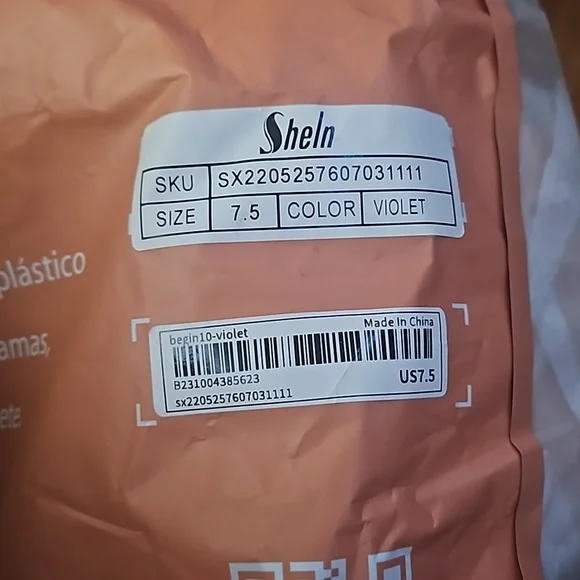 SheIn
SKU SX2205257607031111
SIZE 7.5 COLOR VIOLET
plástico
amas,
ete
begin10-violet Made In China
B231004385623 US7.5
sx2205257607031111